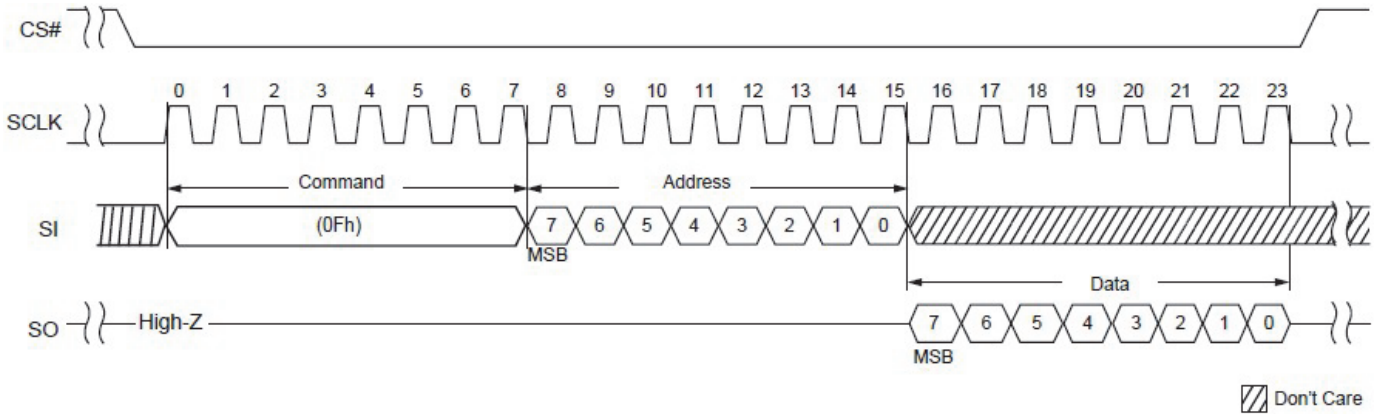 CS#
0 1 2 3 4 5 6 7 8 9 10 11 12 13 14 15 16 17 18 19 20 21 22 23
SCLK
Command Address
SI (0Fh) 7 6 5 4 3 2 1 0
MSB
Data
SO High-Z 7 6 5 4 3 2 1 0
MSB
Don't Care